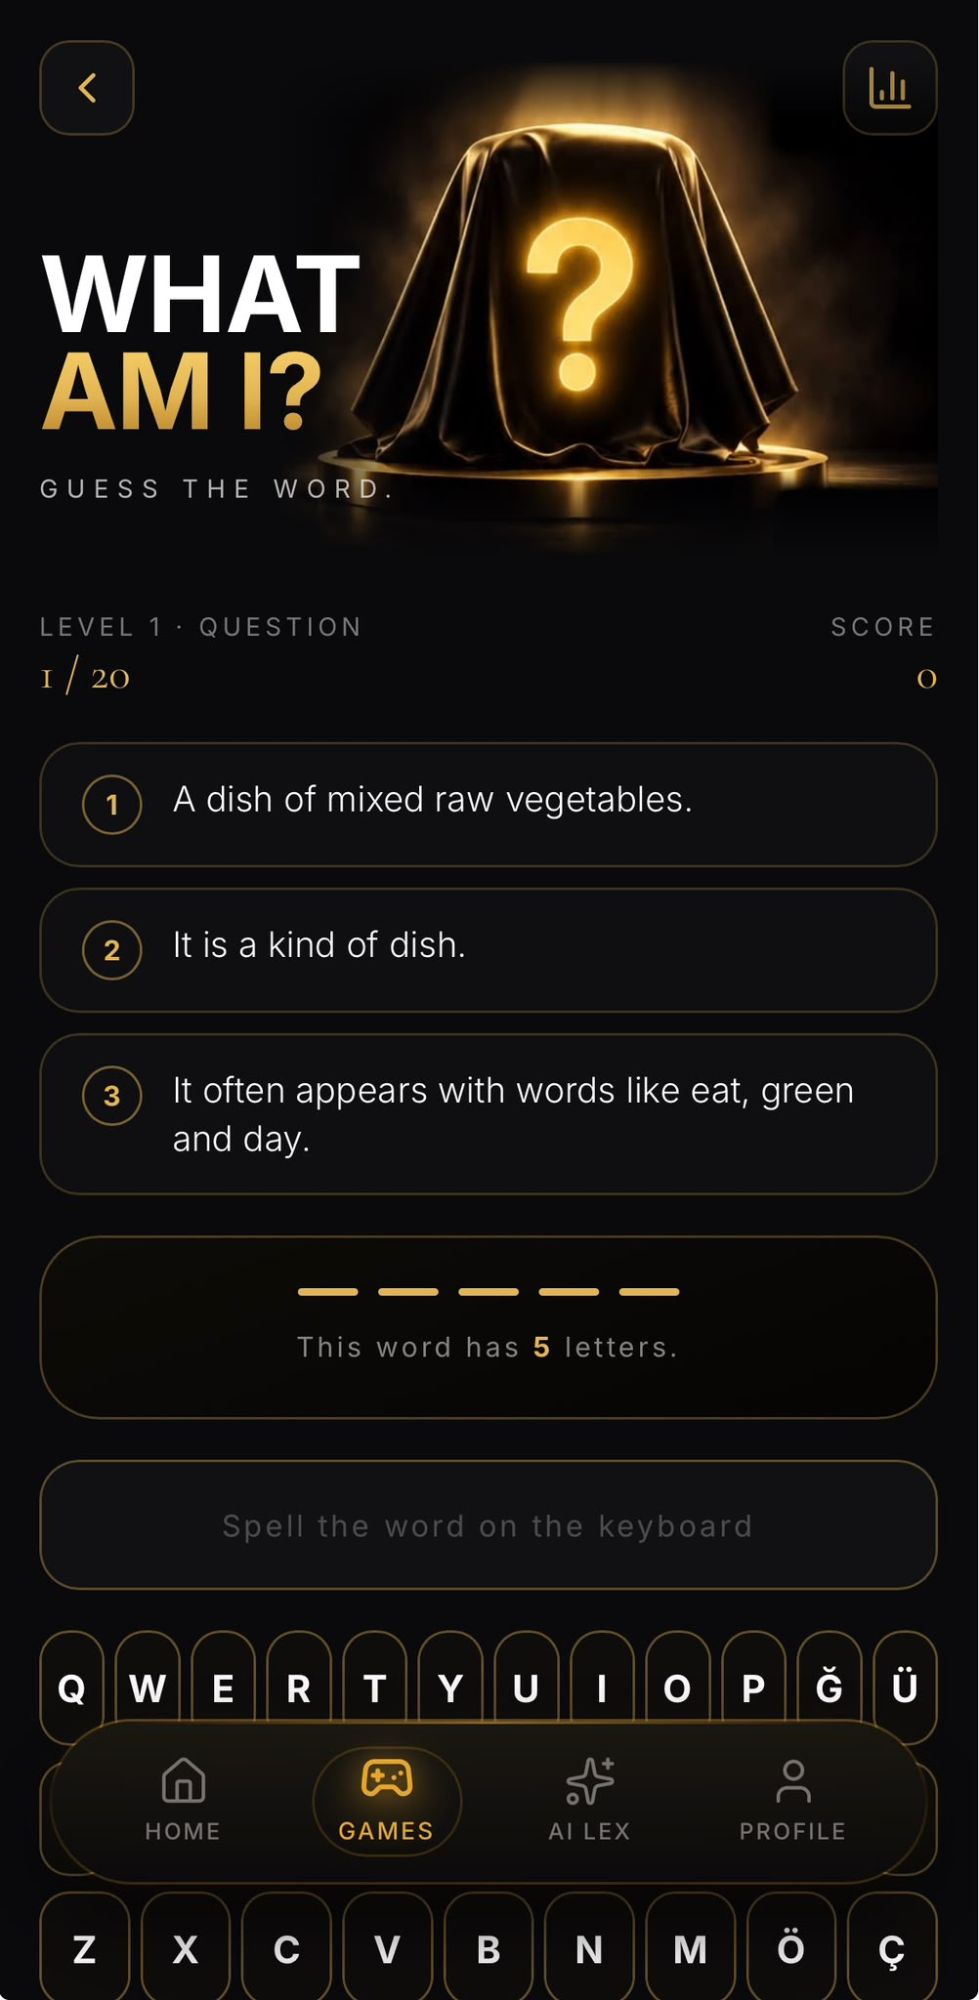 WHAT
AM I?
GUESS THE WORD.
LEVEL 1 · QUESTION
1 / 20
SCORE
0
1 A dish of mixed raw vegetables.
2 It is a kind of dish.
3 It often appears with words like eat, green
and day.
This word has 5 letters.
Spell the word on the keyboard
Q W E R T Y U I O P Ğ Ü
HOME GAMES AI LEX PROFILE
Z X C V B N M Ö Ç